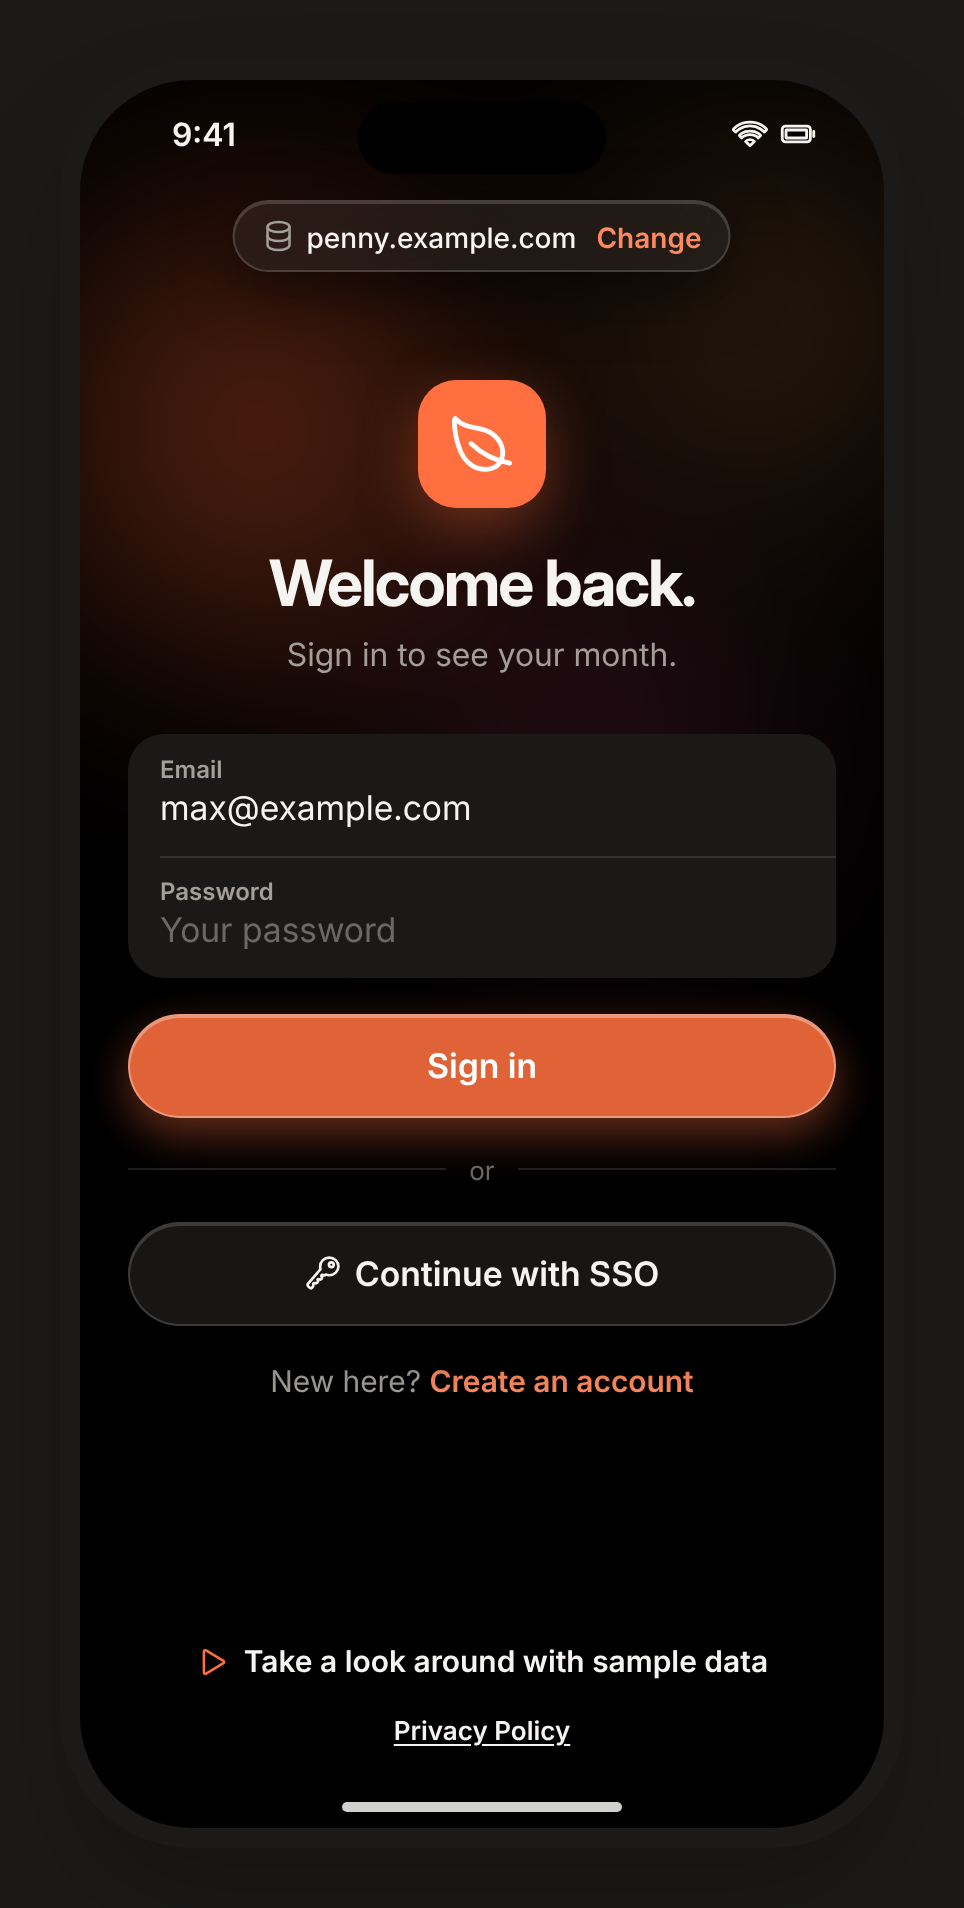 9:41
penny.example.com Change
Welcome back.
Sign in to see your month.
Email
max@example.com
Password
Your password
Sign in
or
Continue with SSO
New here? Create an account
Take a look around with sample data
Privacy Policy